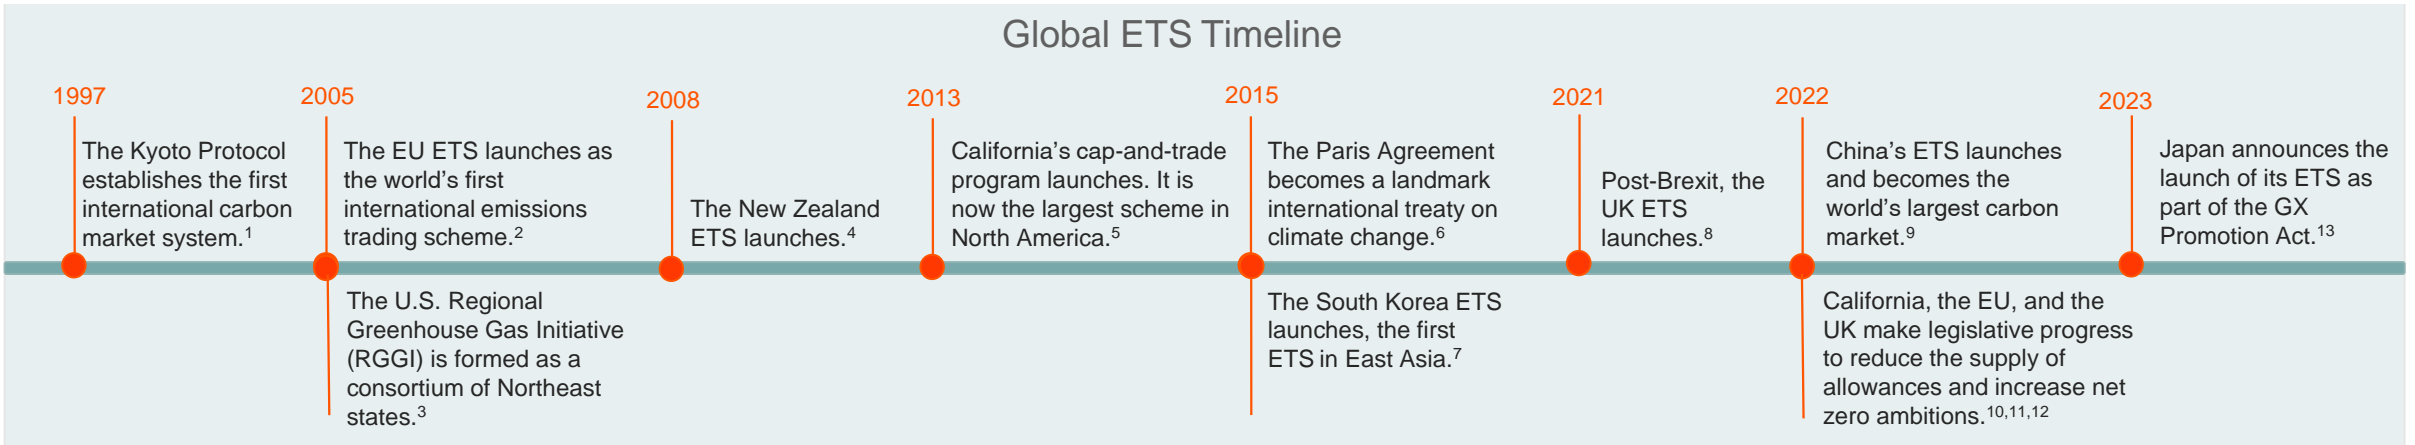 Global ETS Timeline
1997
The Kyoto Protocol
establishes the first
international carbon
market system.1
2005
The EU ETS launches as
the world's first
international emissions
trading scheme.2
The U.S. Regional
Greenhouse Gas Initiative
(RGGI) is formed as a
consortium of Northeast
states.3
2008
The New Zealand
ETS launches.4
2013
California's cap-and-trade
program launches. It is
now the largest scheme in
North America.5
2015
The Paris Agreement
becomes a landmark
international treaty on
climate change.6
The South Korea ETS
launches, the first
ETS in East Asia.7
2021
Post-Brexit, the
UK ETS
launches.8
2022
China's ETS launches
and becomes the
world's largest carbon
market.9
California, the EU, and the
UK make legislative progress
to reduce the supply of
allowances and increase net
zero ambitions.10,11,12
2023
Japan announces the
launch of its ETS as
part of the GX
Promotion Act.13